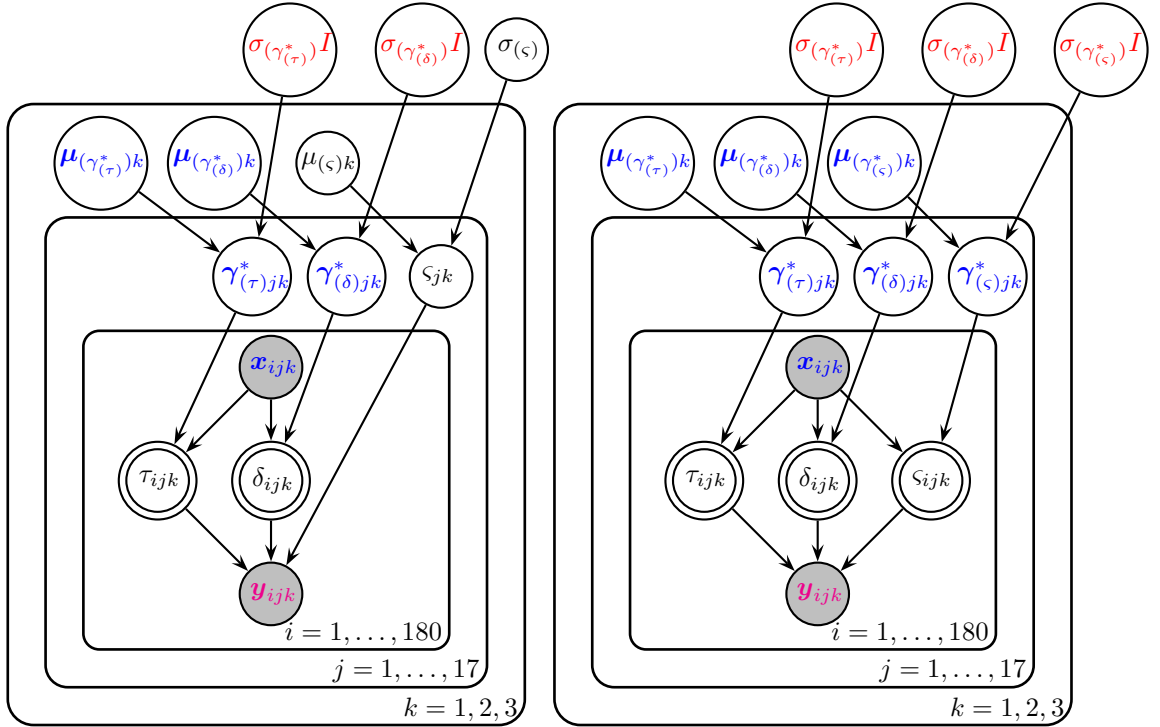 σ_(γ*_(τ))I σ_(γ*_(δ))I σ_(ς) σ_(γ*_(τ))I σ_(γ*_(δ))I σ_(γ*_(ς))I
μ_(γ*_(τ))k μ_(γ*_(δ))k μ_(ς)k μ_(γ*_(τ))k μ_(γ*_(δ))k μ_(γ*_(ς))k
γ*_(τ)jk γ*_(δ)jk ς_jk γ*_(τ)jk γ*_(δ)jk γ*_(ς)jk
x_ijk x_ijk
τ_ijk δ_ijk τ_ijk δ_ijk ς_ijk
y_ijk y_ijk
i = 1, . . . , 180 i = 1, . . . , 180
j = 1, . . . , 17 j = 1, . . . , 17
k = 1, 2, 3 k = 1, 2, 3